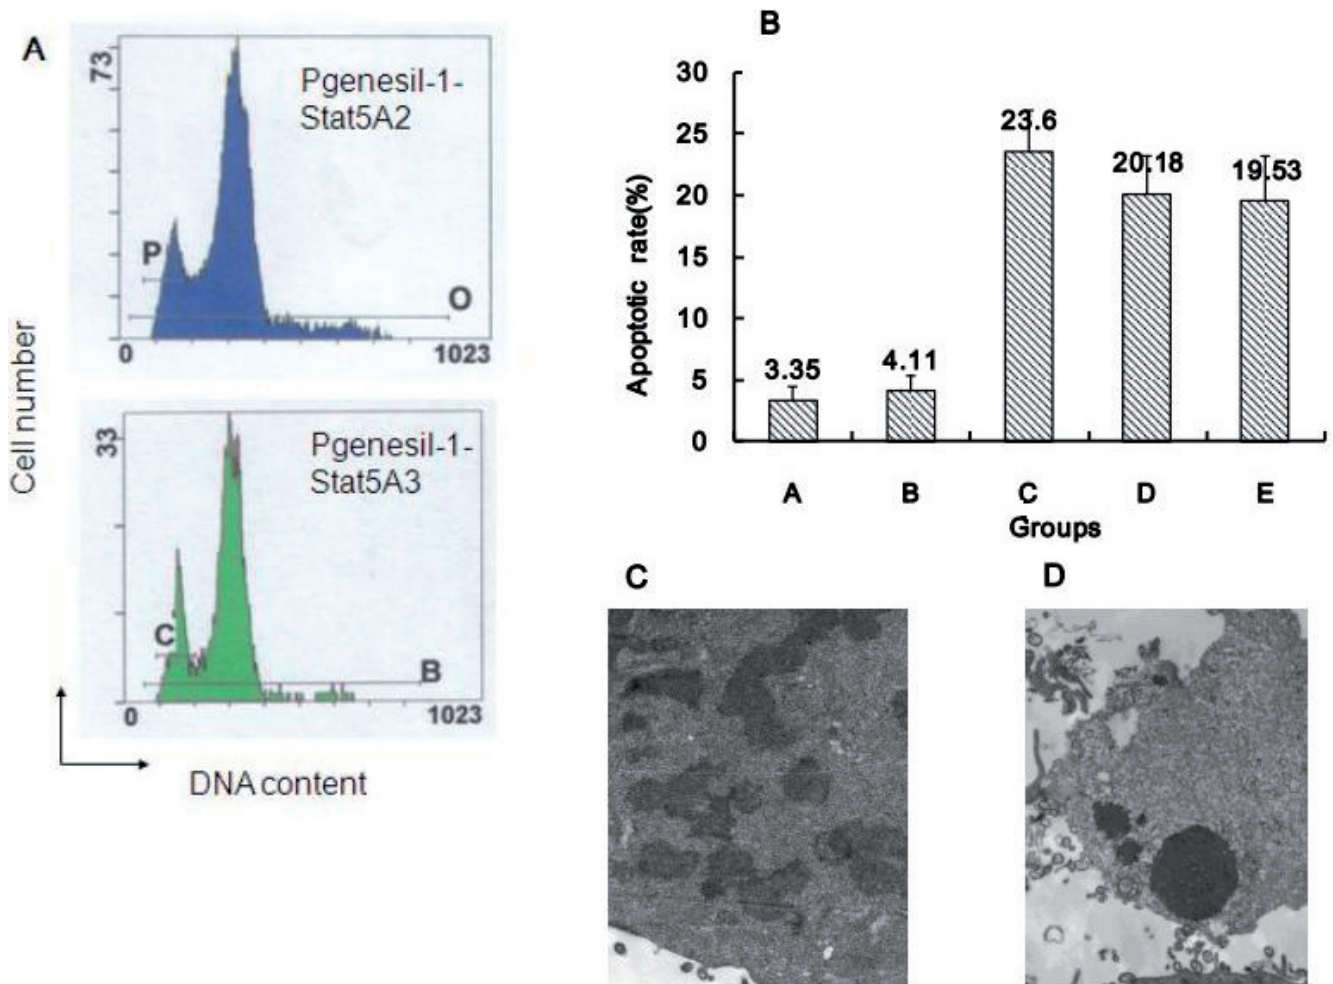 A
73
Pgenesil-1-
Stat5A2
P
O
0
1023
33
Pgenesil-1-
Stat5A3
C
B
0
1023
Cell number
DNA content
B
30
25
20
15
10
5
0
Apoptotic rate(%)
3.35
4.11
23.6
20.18
19.53
A B C D E
Groups
C
D